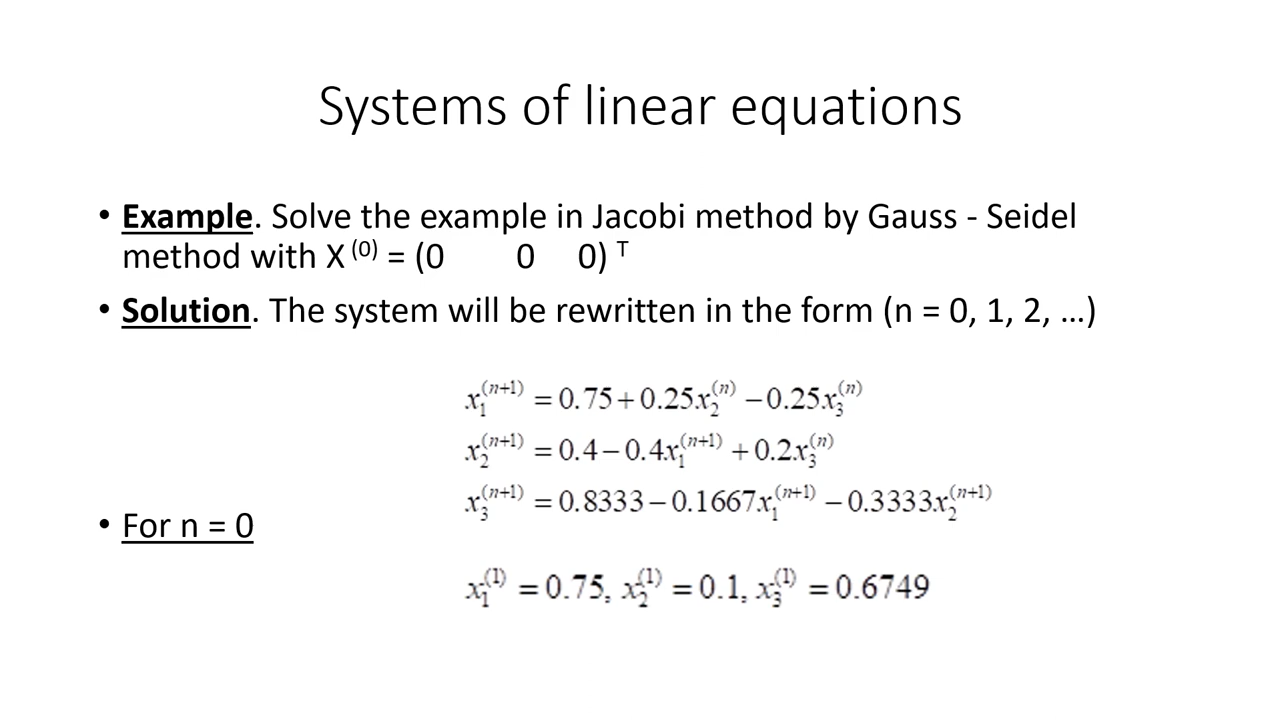 Systems of linear equations
• Example. Solve the example in Jacobi method by Gauss - Seidel
method with X ⁽⁰⁾ = (0 0 0) ᵀ
• Solution. The system will be rewritten in the form (n = 0, 1, 2, …)
x₁⁽ⁿ⁺¹⁾ = 0.75 + 0.25x₂⁽ⁿ⁾ − 0.25x₃⁽ⁿ⁾
x₂⁽ⁿ⁺¹⁾ = 0.4 − 0.4x₁⁽ⁿ⁺¹⁾ + 0.2x₃⁽ⁿ⁾
x₃⁽ⁿ⁺¹⁾ = 0.8333 − 0.1667x₁⁽ⁿ⁺¹⁾ − 0.3333x₂⁽ⁿ⁺¹⁾
• For n = 0
x₁⁽¹⁾ = 0.75, x₂⁽¹⁾ = 0.1, x₃⁽¹⁾ = 0.6749